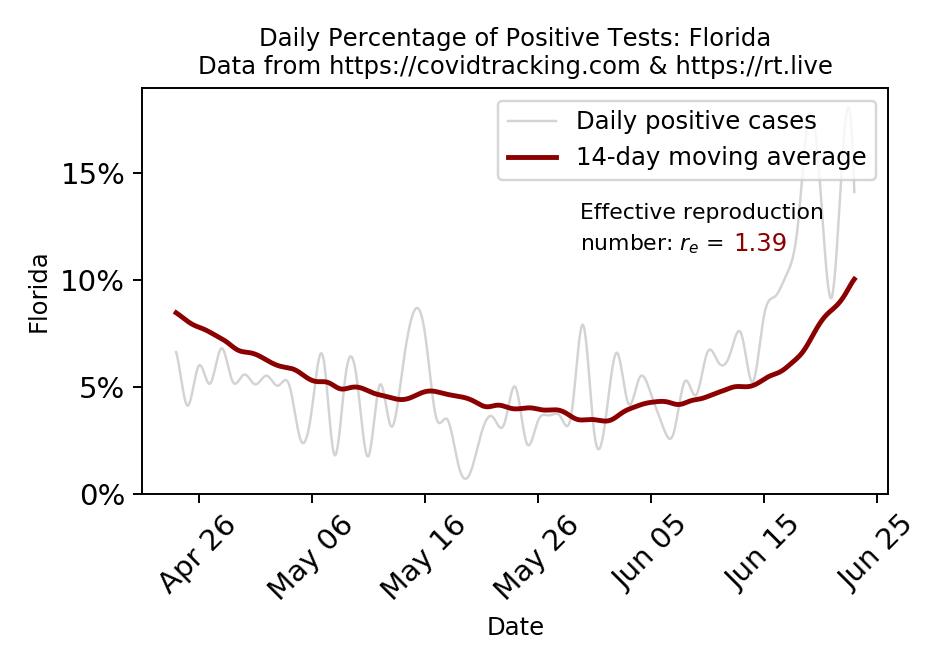 Daily Percentage of Positive Tests: Florida
Data from https://covidtracking.com & https://rt.live
Daily positive cases
14-day moving average
Effective reproduction
number: rₑ = 1.39
Florida
15%
10%
5%
0%
Apr 26
May 06
May 16
May 26
Jun 05
Jun 15
Jun 25
Date